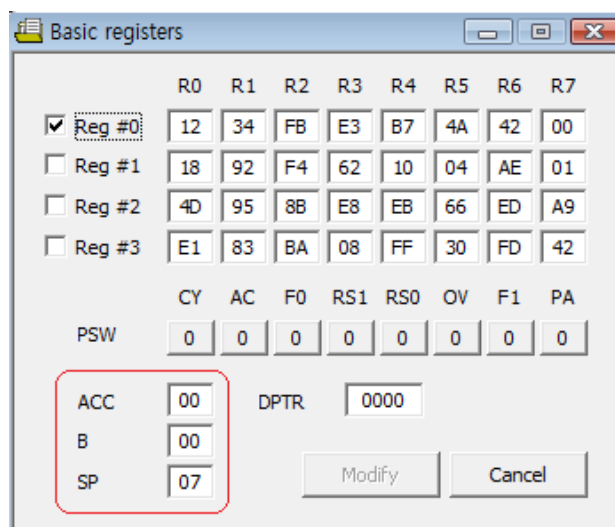 Basic registers
R0 R1 R2 R3 R4 R5 R6 R7
Reg #0 12 34 FB E3 B7 4A 42 00
Reg #1 18 92 F4 62 10 04 AE 01
Reg #2 4D 95 8B E8 EB 66 ED A9
Reg #3 E1 83 BA 08 FF 30 FD 42
CY AC F0 RS1 RS0 OV F1 PA
PSW 0 0 0 0 0 0 0 0
ACC 00 DPTR 0000
B 00
SP 07 Modify Cancel